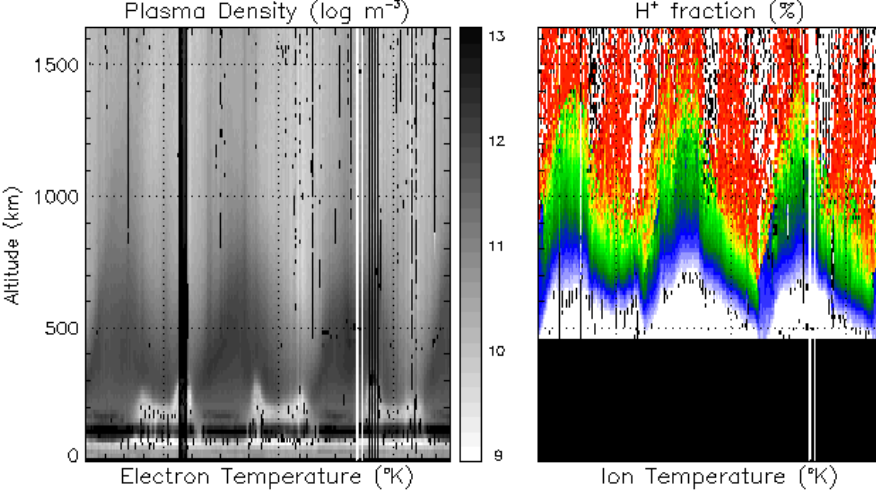 Plasma Density (log m⁻³)
H⁺ fraction (%)
1500
1000
500
0
Altitude (km)
13
12
11
10
9
Electron Temperature (°K)
Ion Temperature (°K)